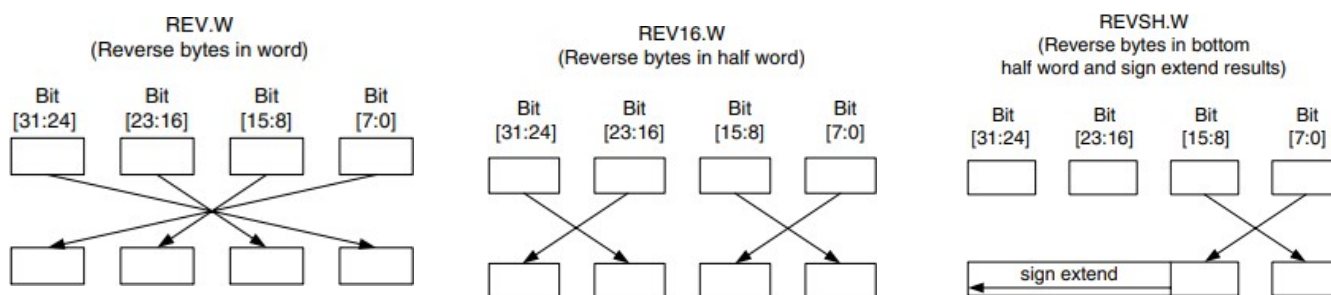 REV.W
(Reverse bytes in word)
Bit Bit Bit Bit
[31:24] [23:16] [15:8] [7:0]
REV16.W
(Reverse bytes in half word)
Bit Bit Bit Bit
[31:24] [23:16] [15:8] [7:0]
REVSH.W
(Reverse bytes in bottom
half word and sign extend results)
Bit Bit Bit Bit
[31:24] [23:16] [15:8] [7:0]
sign extend